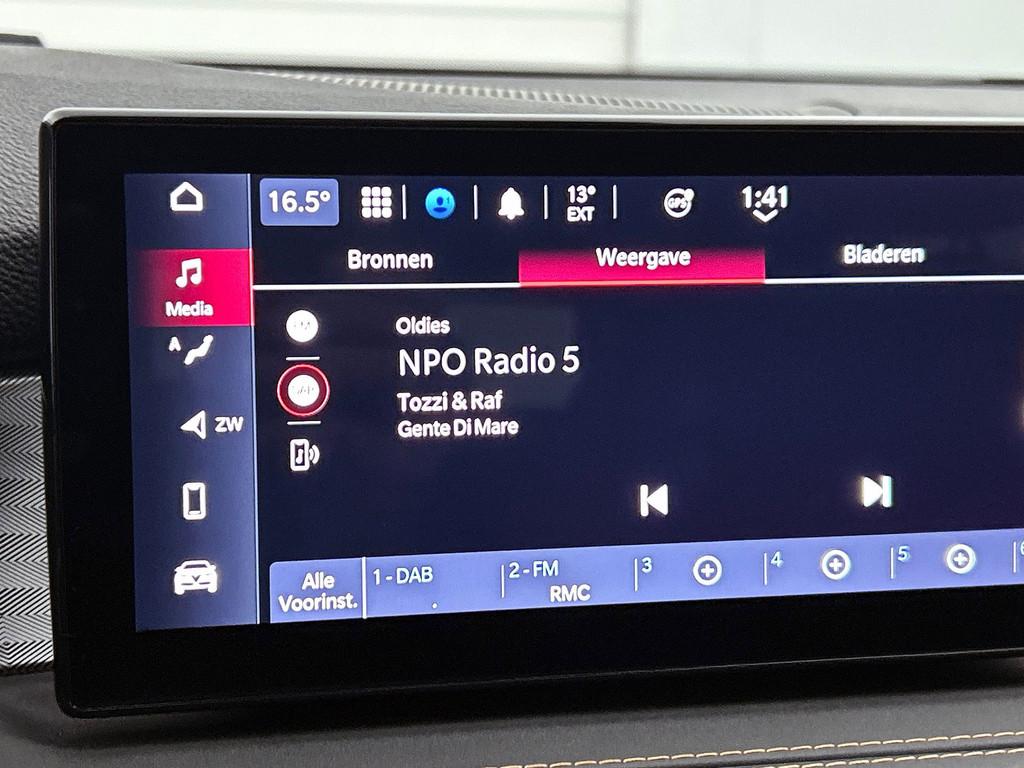 16.5°
13°
EXT
GPS
1:41
Bronnen
Weergave
Bladeren
Media
A
ZW
Oldies
NPO Radio 5
Tozzi & Raf
Gente Di Mare
Alle
Voorinst.
1 - DAB
.
2 - FM
RMC
3
4
5